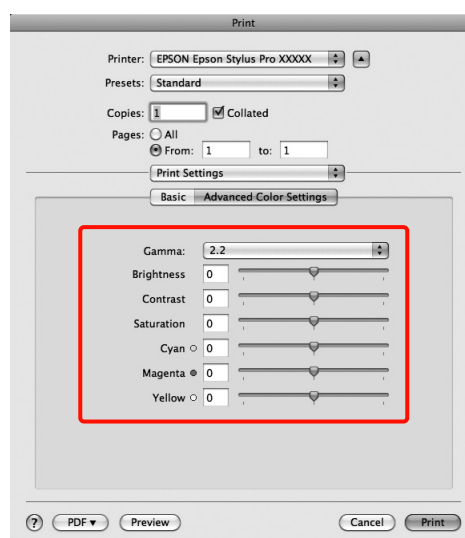 Print
Printer: EPSON Epson Stylus Pro XXXXX
Presets: Standard
Copies: 1 Collated
Pages: All
From: 1 to: 1
Print Settings
Basic Advanced Color Settings
Gamma: 2.2
Brightness 0
Contrast 0
Saturation 0
Cyan 0
Magenta 0
Yellow 0
? PDF Preview Cancel Print